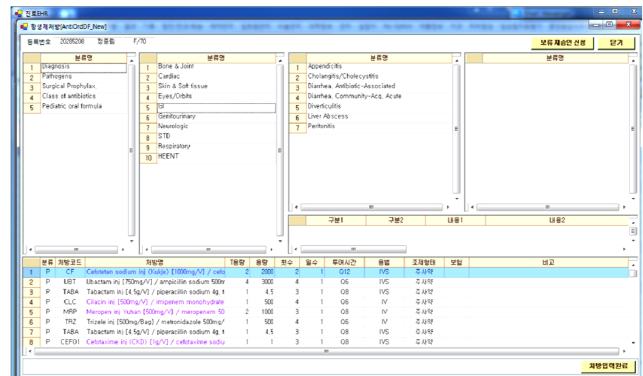 진료EHR
항생제처방[AntiOrdDF_New]
등록번호 20285208 정종림 F/70 보류재승인신청 닫기
분류명 분류명 분류명 분류명
1 Diagnosis
2 Pathogens
3 Surgical Prophylax.
4 Class of antibiotics
5 Pediatric oral formula
1 Bone & Joint
2 Cardiac
3 Skin & Soft tissue
4 Eyes/Orbits
5 GI
6 Genitourinary
7 Neurologic
8 STD
9 Respiratory
10 HEENT
1 Appendicitis
2 Cholangitis/Cholecystitis
3 Diarrhea, Antibiotic-Associated
4 Diarrhea, Community-Acq, Acute
5 Diverticulitis
6 Liver Abscess
7 Peritonitis
구분1 구분2 내용1 내용2
분류 처방코드 처방명 T용량 용량 횟수 일수 투여시간 용법 조제형태 보험 비고
1 P CF Cefotetan sodium inj (Kukje) [1000mg/V] / cefo 2 2000 2 1 Q12 IVS 주사약
2 P UBT Ubactam inj [750mg/V] / ampicillin sodium 500m 4 3000 4 1 Q6 IVS 주사약
3 P TABA Tabactam inj [4.5g/V] / piperacillin sodium 4g, t 1 4.5 3 1 Q8 IVS 주사약
4 P CLC Cilacin inj [500mg/V] / imipenem monohydrate 1 500 4 1 Q6 IV 주사약
5 P MRP Meropen inj Yuhan [500mg/V] / meropenem 50 2 1000 3 1 Q8 IV 주사약
6 P TRZ Trizele inj [500mg/Bag] / metronidazole 500mg/ 1 500 4 1 Q6 IV 주사약
7 P TABA Tabactam inj [4.5g/V] / piperacillin sodium 4g, t 1 4.5 3 1 Q8 IVS 주사약
8 P CEFO1 Cefotaxime inj (CKD) [1g/V] / cefotaxime sodiu 1 1 3 1 Q8 IVS 주사약
처방입력완료